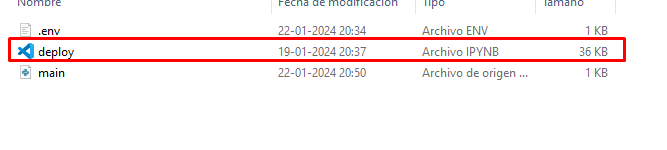 Nombre Fecha de modificación Tipo Tamaño
.env 22-01-2024 20:34 Archivo ENV 1 KB
deploy 19-01-2024 20:37 Archivo IPYNB 36 KB
main 22-01-2024 20:50 Archivo de origen ... 1 KB